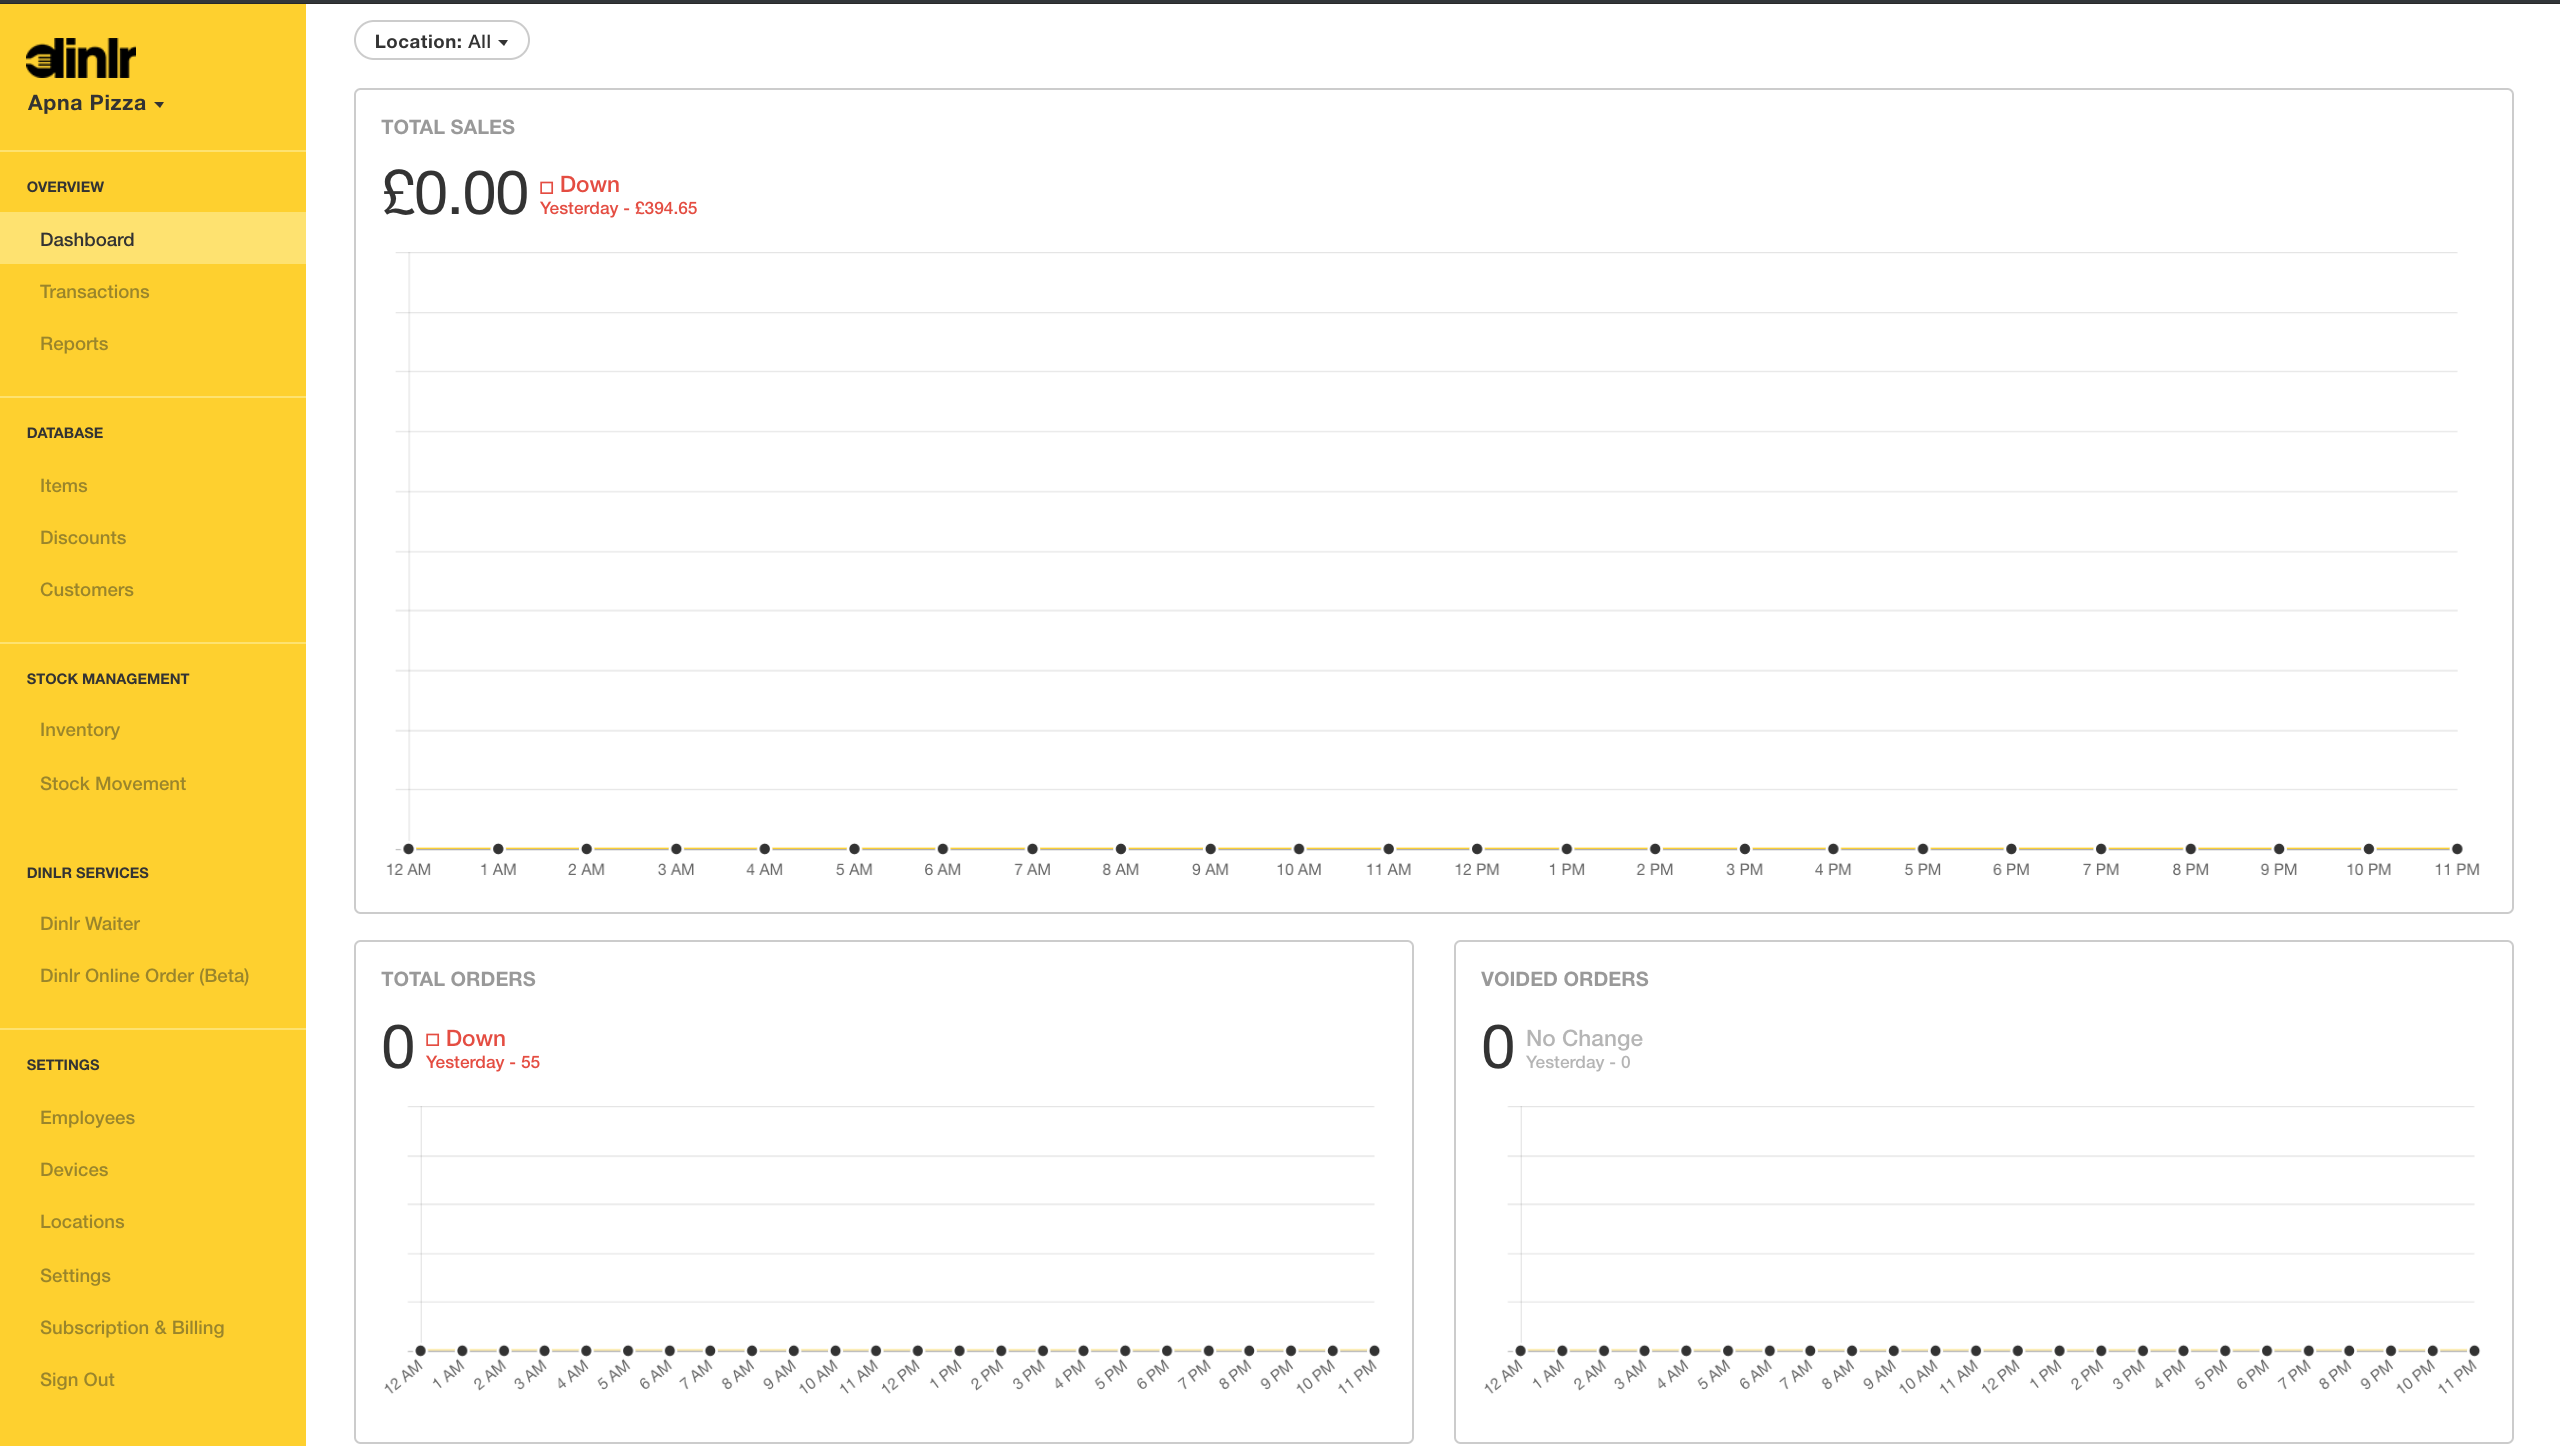 dinlr
Apna Pizza
OVERVIEW
Dashboard
Transactions
Reports
DATABASE
Items
Discounts
Customers
STOCK MANAGEMENT
Inventory
Stock Movement
DINLR SERVICES
Dinlr Waiter
Dinlr Online Order (Beta)
SETTINGS
Employees
Devices
Locations
Settings
Subscription & Billing
Sign Out
Location: All
TOTAL SALES
£0.00
Down
Yesterday - £394.65
12 AM 1 AM 2 AM 3 AM 4 AM 5 AM 6 AM 7 AM 8 AM 9 AM 10 AM 11 AM 12 PM 1 PM 2 PM 3 PM 4 PM 5 PM 6 PM 7 PM 8 PM 9 PM 10 PM 11 PM
TOTAL ORDERS
0
Down
Yesterday - 55
12 AM 1 AM 2 AM 3 AM 4 AM 5 AM 6 AM 7 AM 8 AM 9 AM 10 AM 11 AM 12 PM 1 PM 2 PM 3 PM 4 PM 5 PM 6 PM 7 PM 8 PM 9 PM 10 PM 11 PM
VOIDED ORDERS
0
No Change
Yesterday - 0
12 AM 1 AM 2 AM 3 AM 4 AM 5 AM 6 AM 7 AM 8 AM 9 AM 10 AM 11 AM 12 PM 1 PM 2 PM 3 PM 4 PM 5 PM 6 PM 7 PM 8 PM 9 PM 10 PM 11 PM